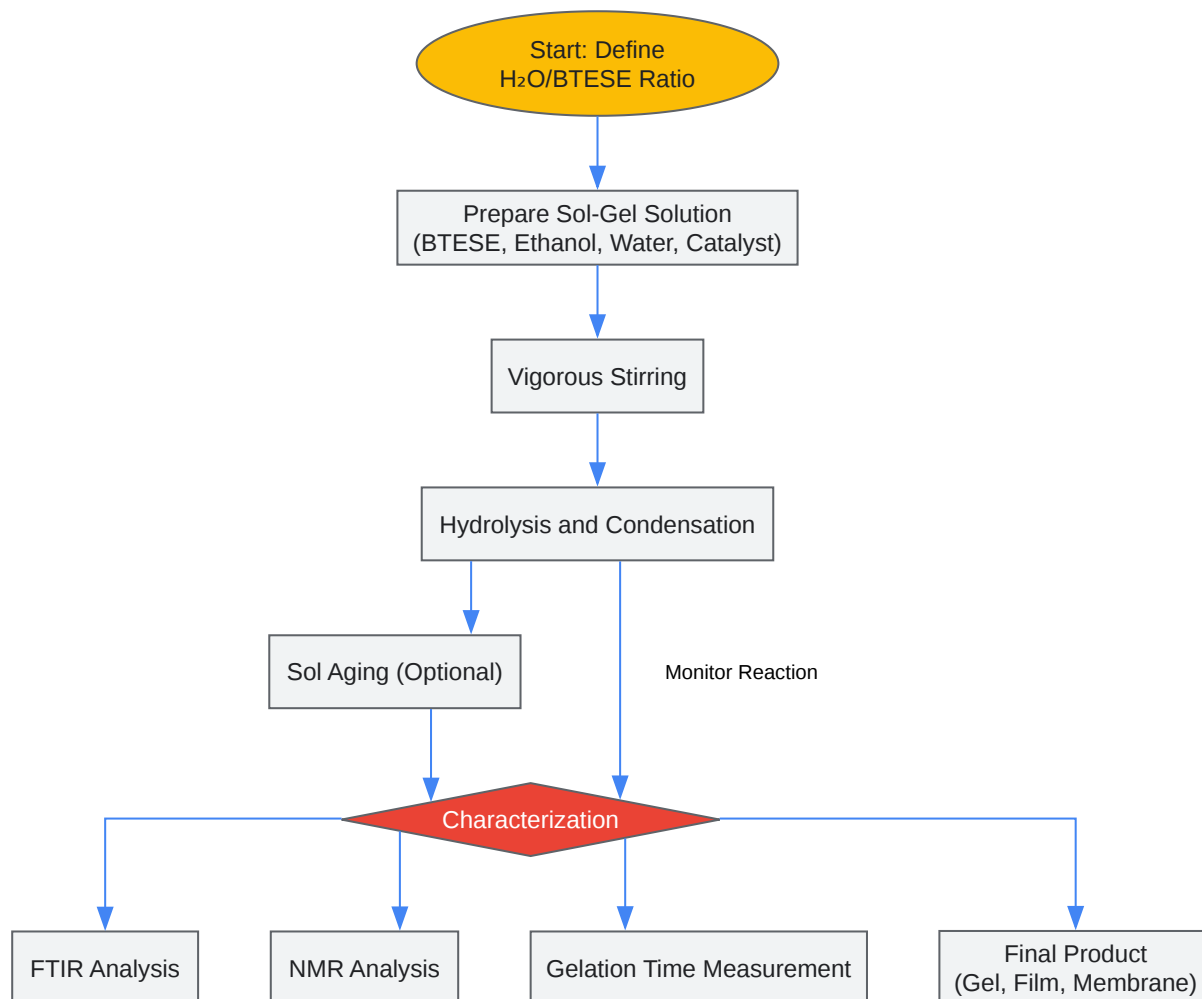 Start: Define
H₂O/BTESE Ratio
Prepare Sol-Gel Solution
(BTESE, Ethanol, Water, Catalyst)
Vigorous Stirring
Hydrolysis and Condensation
Sol Aging (Optional)
Monitor Reaction
Characterization
FTIR Analysis
NMR Analysis
Gelation Time Measurement
Final Product
(Gel, Film, Membrane)